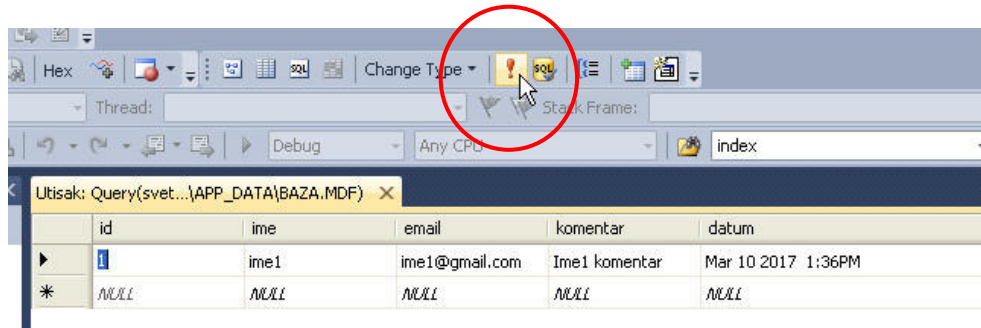 Hex SQL Change Type SQL
Thread: Stack Frame:
Debug Any CPU index
Utisak: Query(svet...\APP_DATA\BAZA.MDF)
id ime email komentar datum
1 ime1 ime1@gmail.com Ime1 komentar Mar 10 2017 1:36PM
NULL NULL NULL NULL NULL